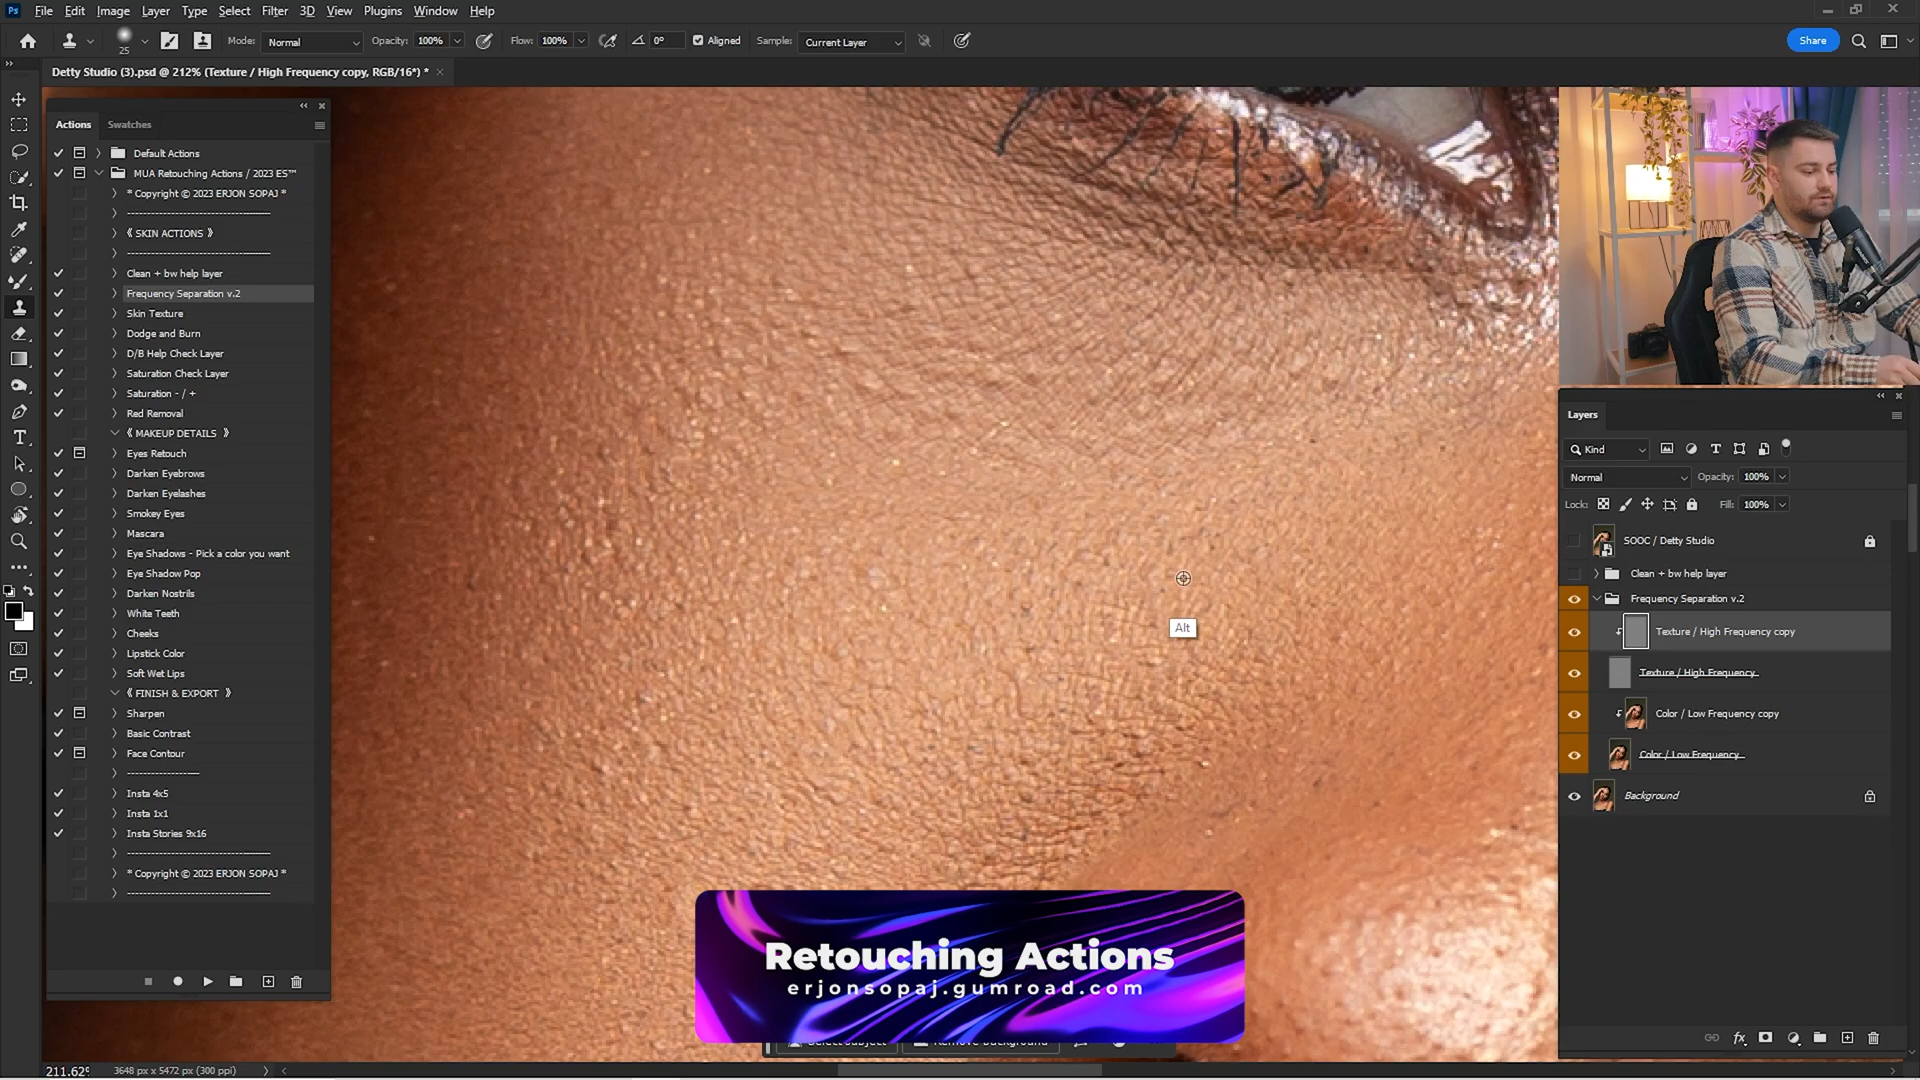 Ps File Edit Image Layer Type Select Filter 3D View Plugins Window Help
25 Mode: Normal Opacity: 100% Flow: 100% 0° Aligned Sample: Current Layer Share
Detty Studio (3).psd @ 212% (Texture / High Frequency copy, RGB/16*) * ×
Actions Swatches
Default Actions
MUA Retouching Actions / 2023 ES™
* Copyright © 2023 ERJON SOPAJ *
------------------------------------------
《 SKIN ACTIONS 》
------------------------------------------
Clean + bw help layer
Frequency Separation v.2
Skin Texture
Dodge and Burn
D/B Help Check Layer
Saturation Check Layer
Saturation - / +
Red Removal
《 MAKEUP DETAILS 》
Eyes Retouch
Darken Eyebrows
Darken Eyelashes
Smokey Eyes
Mascara
Eye Shadows - Pick a color you want
Eye Shadow Pop
Darken Nostrils
White Teeth
Cheeks
Lipstick Color
Soft Wet Lips
《 FINISH & EXPORT 》
Sharpen
Basic Contrast
Face Contour
------------------
Insta 4x5
Insta 1x1
Insta Stories 9x16
------------------------------------------
* Copyright © 2023 ERJON SOPAJ *
------------------------------------------
Alt
Layers
Kind
Normal Opacity: 100%
Lock: Fill: 100%
SOOC / Detty Studio
Clean + bw help layer
Frequency Separation v.2
Texture / High Frequency copy
Texture / High Frequency
Color / Low Frequency copy
Color / Low Frequency
Background
Retouching Actions
erjonsopaj.gumroad.com
Select subject Remove background
211.62% 3648 px x 5472 px (300 ppi)